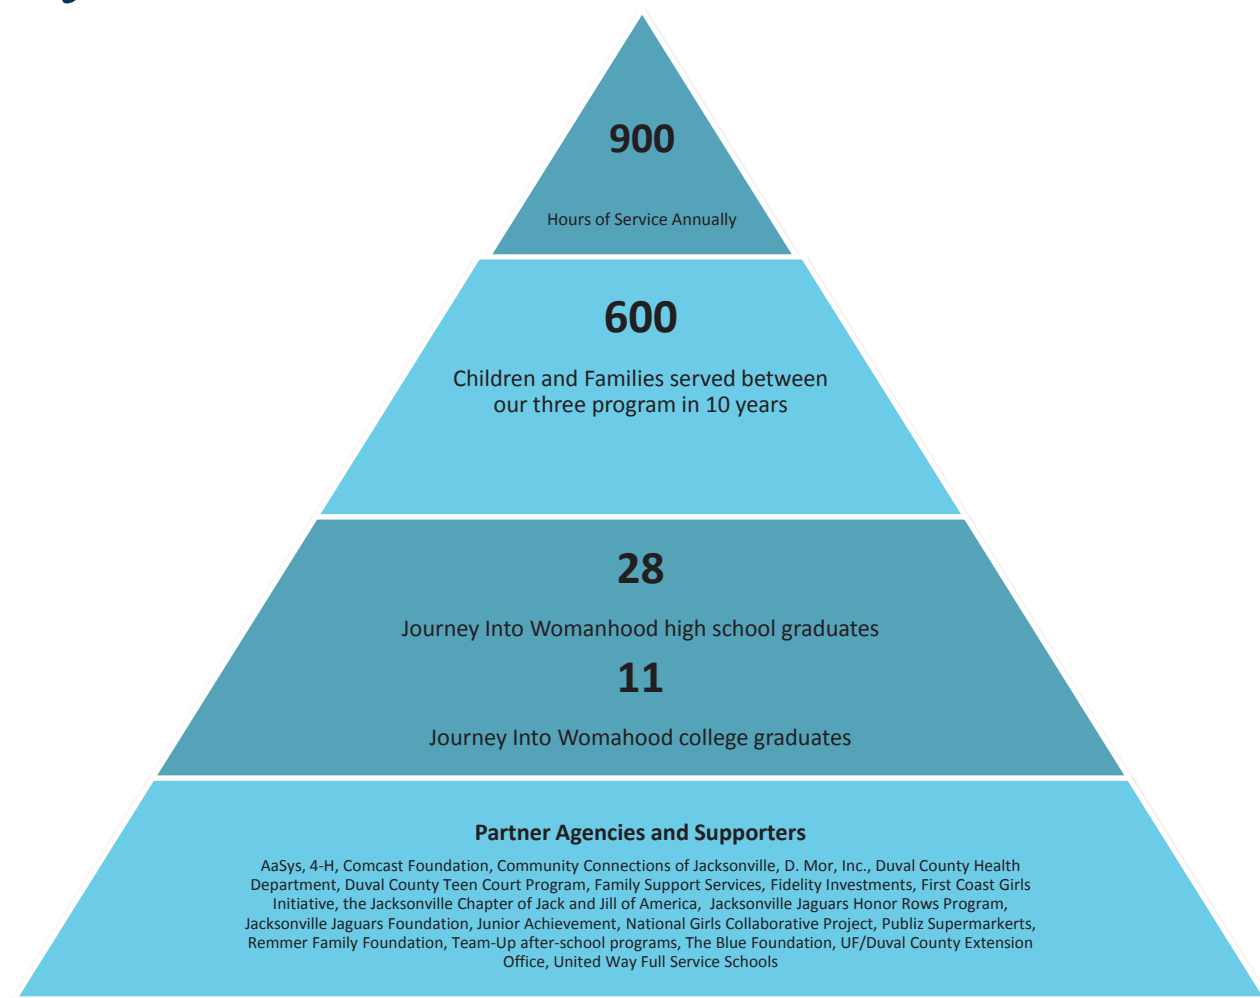 900
Hours of Service Annually
600
Children and Families served between
our three program in 10 years
28
Journey Into Womanhood high school graduates
11
Journey Into Womahood college graduates
Partner Agencies and Supporters
AaSys, 4-H, Comcast Foundation, Community Connections of Jacksonville, D. Mor, Inc., Duval County Health
Department, Duval County Teen Court Program, Family Support Services, Fidelity Investments, First Coast Girls
Initiative, the Jacksonville Chapter of Jack and Jill of America, Jacksonville Jaguars Honor Rows Program,
Jacksonville Jaguars Foundation, Junior Achievement, National Girls Collaborative Project, Publiz Supermarkerts,
Remmer Family Foundation, Team-Up after-school programs, The Blue Foundation, UF/Duval County Extension
Office, United Way Full Service Schools